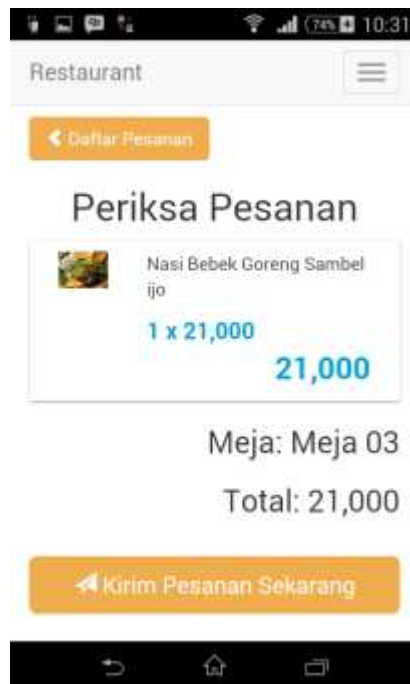 74% 10:31
Restaurant
Daftar Pesanan
Periksa Pesanan
Nasi Bebek Goreng Sambel
ijo
1 x 21,000
21,000
Meja: Meja 03
Total: 21,000
Kirim Pesanan Sekarang